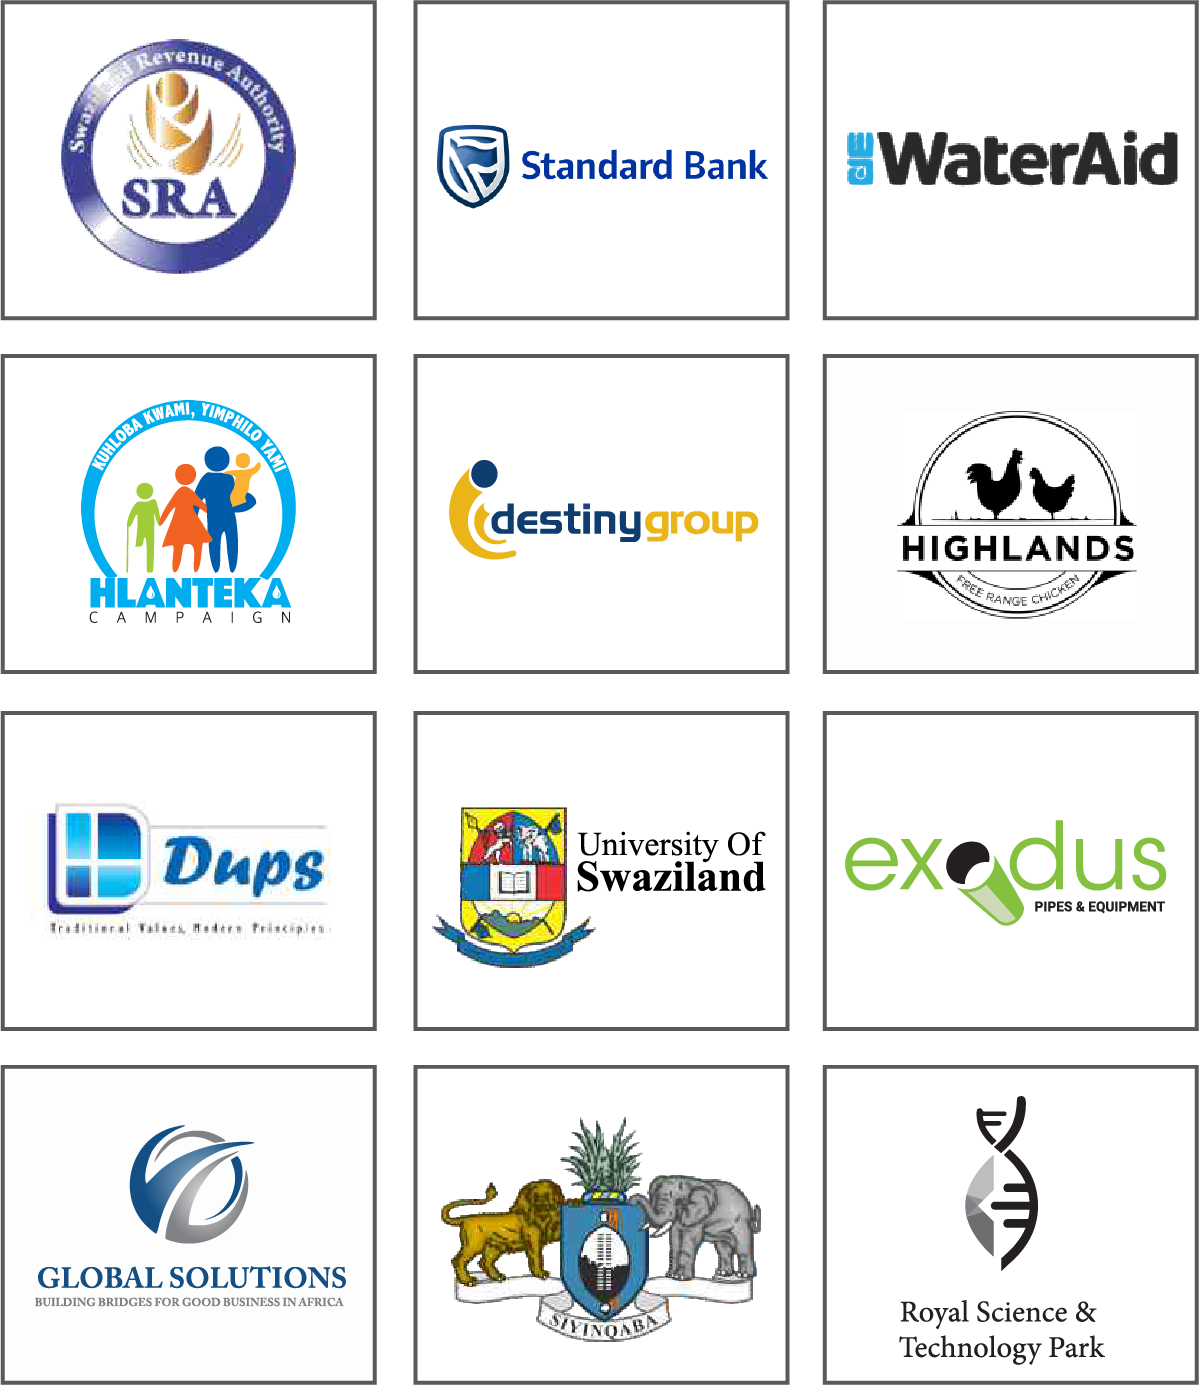 Swaziland Revenue Authority
SRA
Standard Bank
WaterAid
KUHLOBA KWAMI, YIMPHILO YAMI
HLANTEKA
CAMPAIGN
destinygroup
HIGHLANDS
FREE RANGE CHICKEN
Dups
Traditional Values, Modern Principles
University Of
Swaziland
exodus
PIPES & EQUIPMENT
GLOBAL SOLUTIONS
BUILDING BRIDGES FOR GOOD BUSINESS IN AFRICA
SIYINQABA
Royal Science &
Technology Park